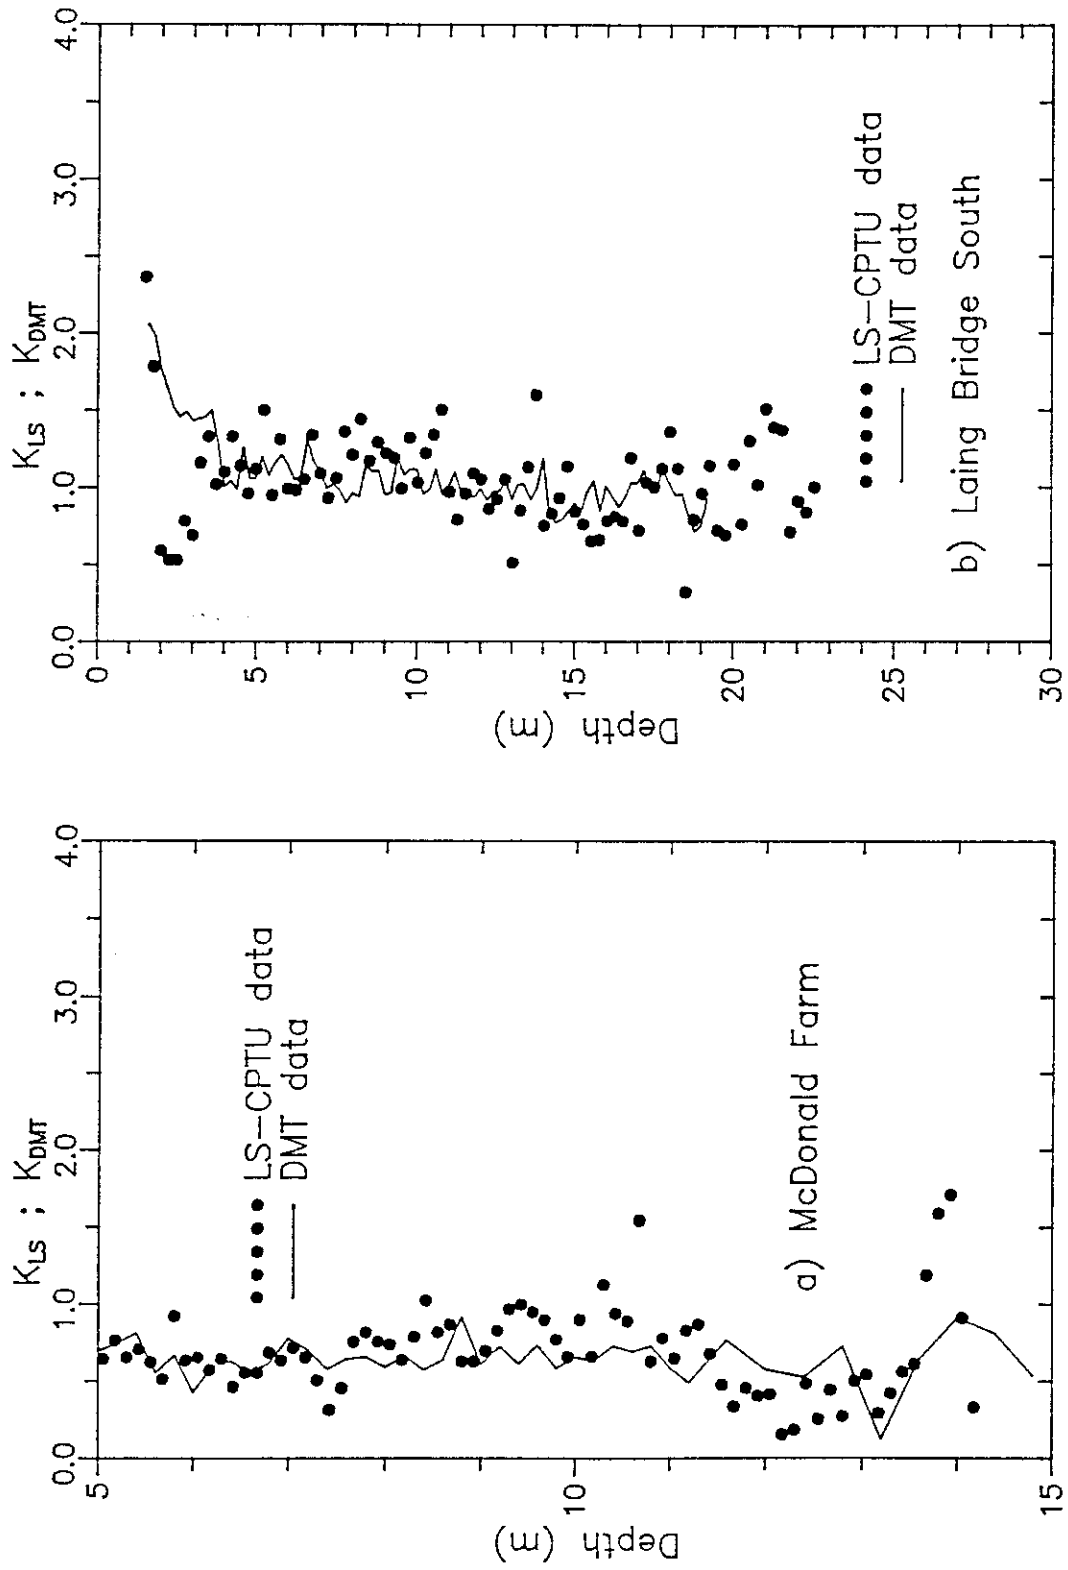 K_LS ; K_DMT
0.0 1.0 2.0 3.0 4.0
5
10
15
Depth (m)
LS-CPTU data
DMT data
a) McDonald Farm
K_LS ; K_DMT
0.0 1.0 2.0 3.0 4.0
0
5
10
15
20
25
30
Depth (m)
LS-CPTU data
DMT data
b) Laing Bridge South